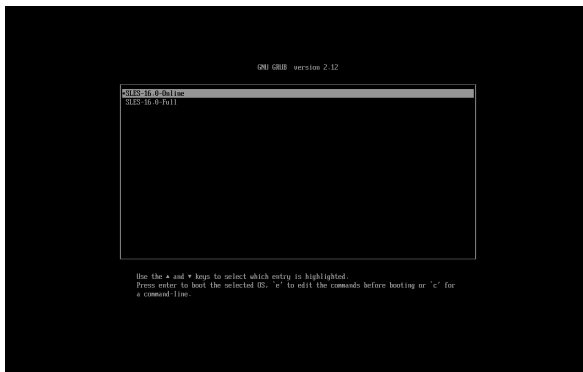 GNU GRUB version 2.12
*SLES-16.0-Online
SLES-16.0-Full
Use the ▲ and ▼ keys to select which entry is highlighted.
Press enter to boot the selected OS, `e' to edit the commands before booting or `c' for
a command-line.